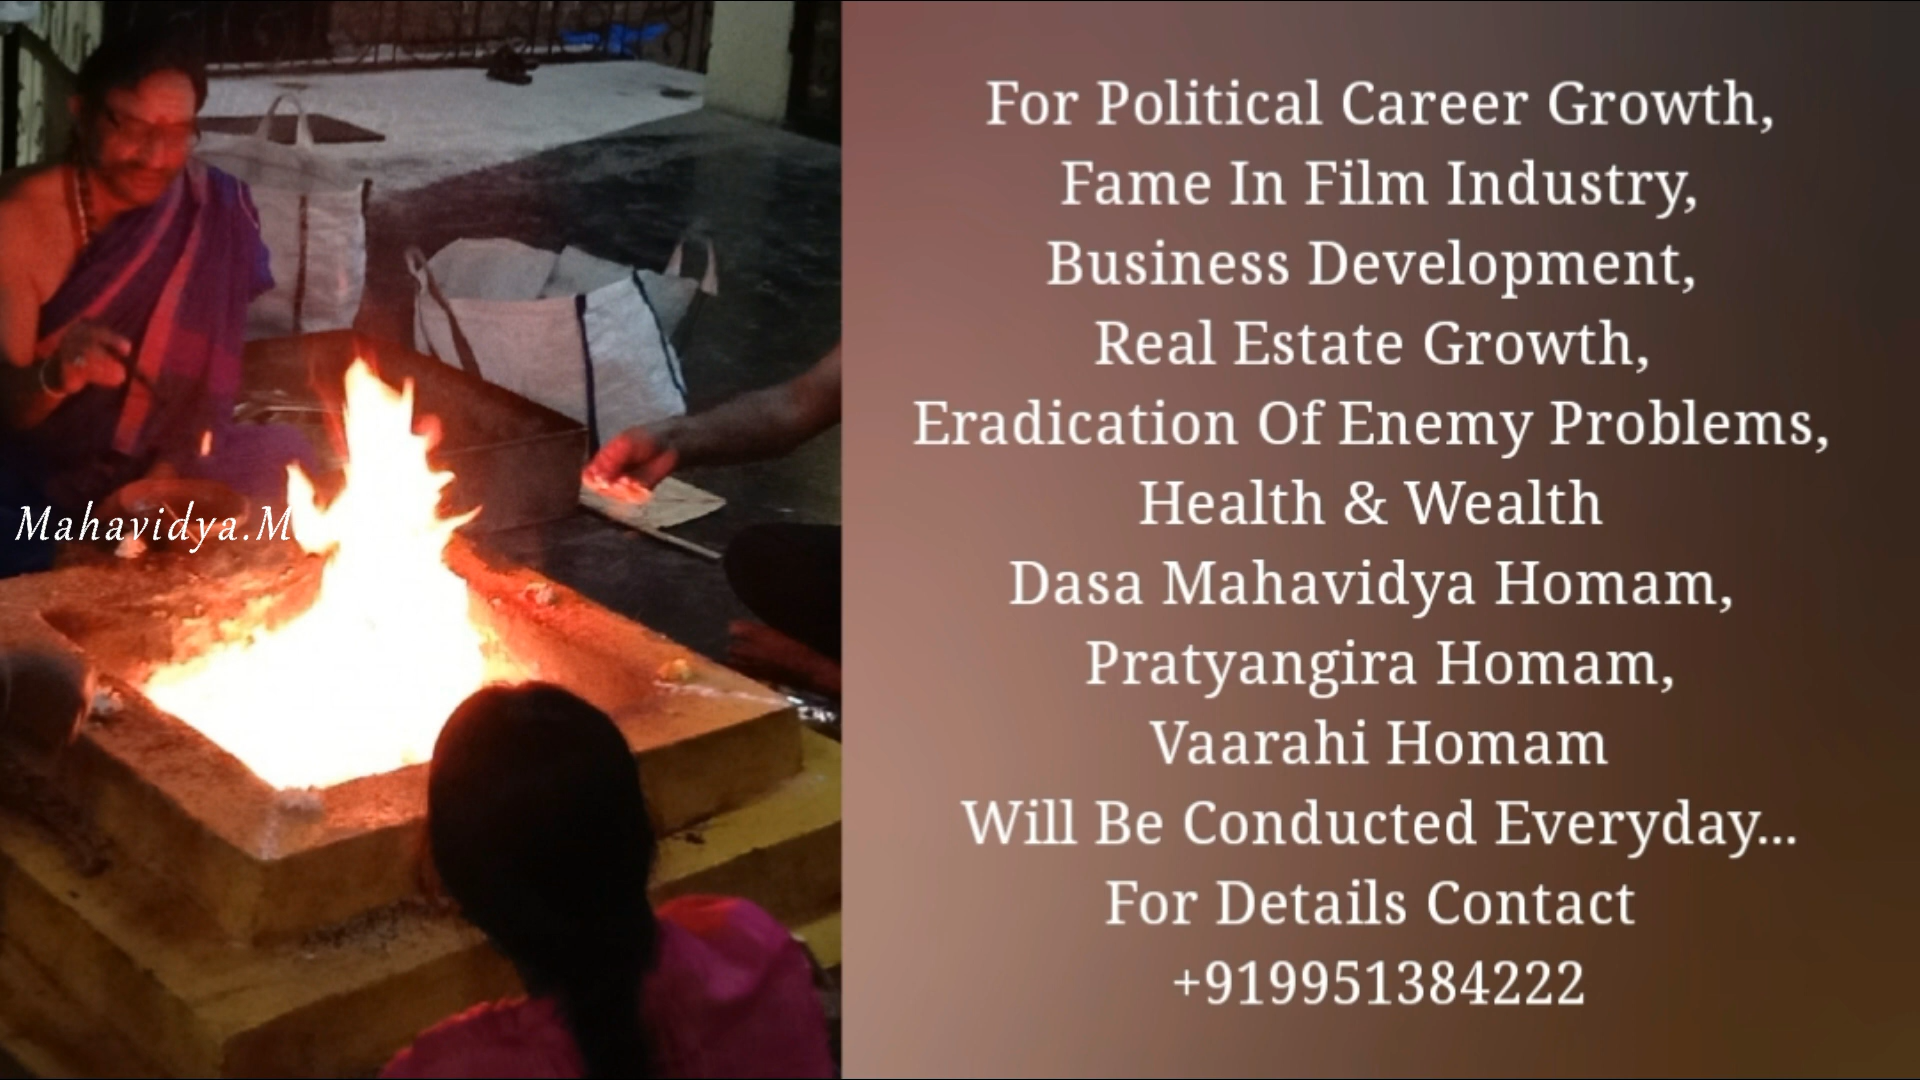 Mahavidya.M
For Political Career Growth,
Fame In Film Industry,
Business Development,
Real Estate Growth,
Eradication Of Enemy Problems,
Health & Wealth
Dasa Mahavidya Homam,
Pratyangira Homam,
Vaarahi Homam
Will Be Conducted Everyday...
For Details Contact
+919951384222